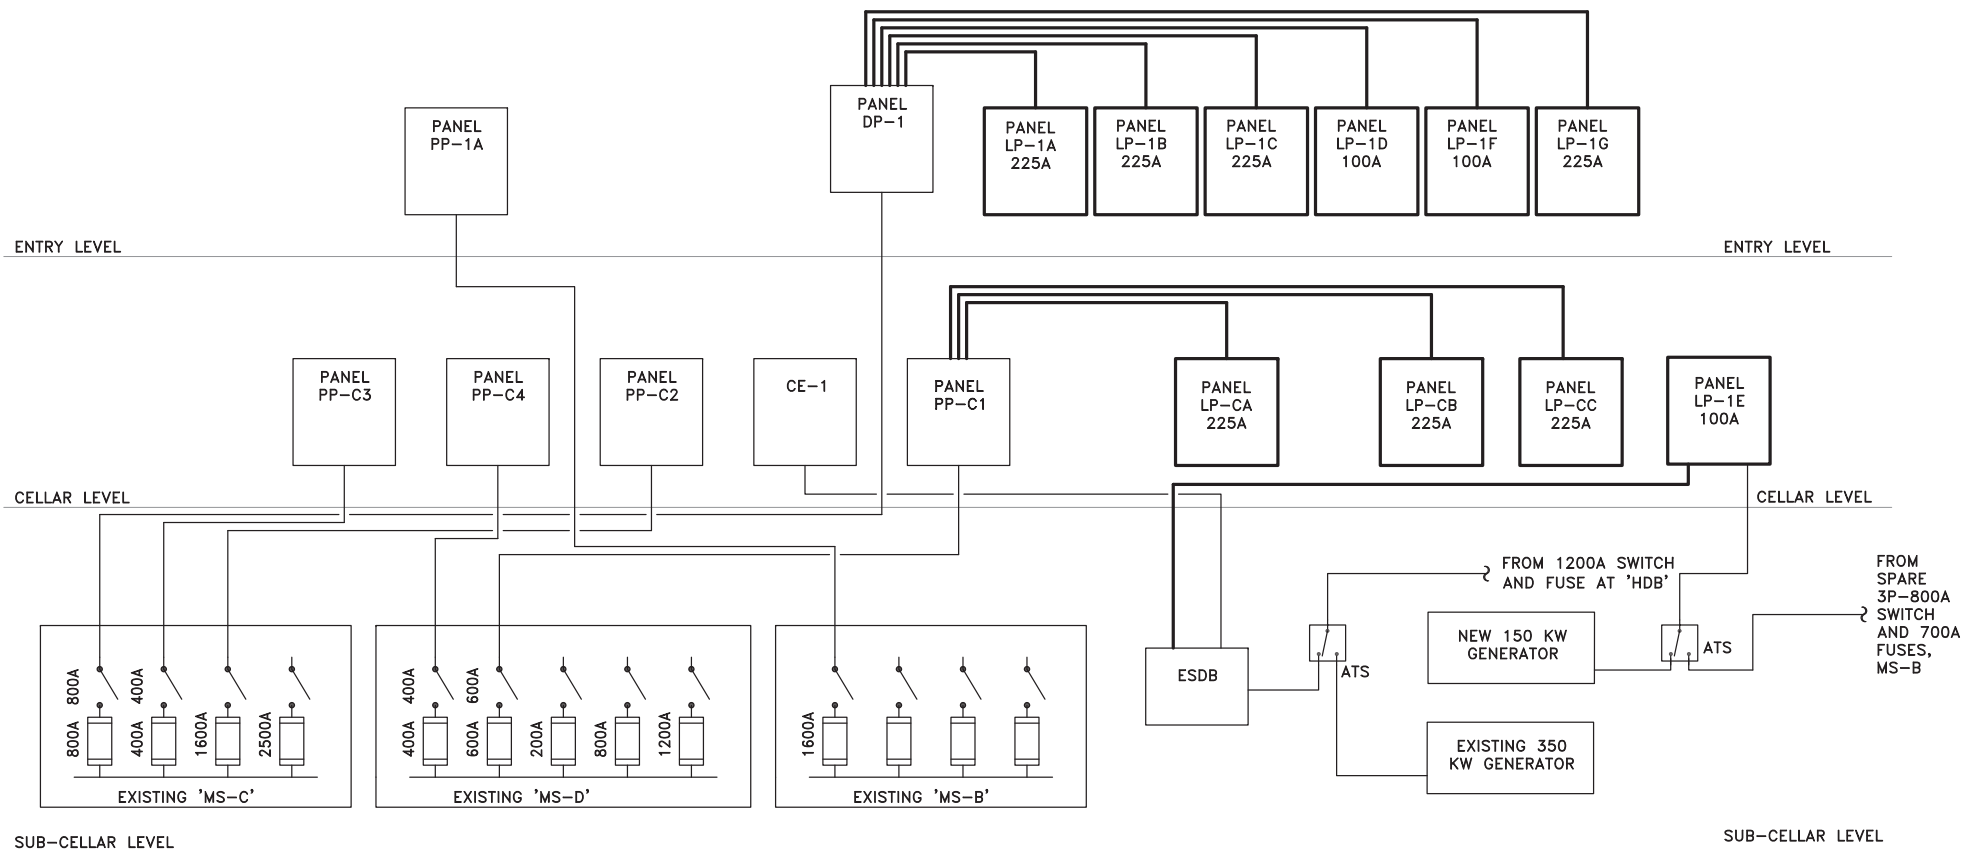 PANEL
DP-1
PANEL
PP-1A
PANEL
LP-1A
225A
PANEL
LP-1B
225A
PANEL
LP-1C
225A
PANEL
LP-1D
100A
PANEL
LP-1F
100A
PANEL
LP-1G
225A
ENTRY LEVEL
ENTRY LEVEL
PANEL
PP-C3
PANEL
PP-C4
PANEL
PP-C2
CE-1
PANEL
PP-C1
PANEL
LP-CA
225A
PANEL
LP-CB
225A
PANEL
LP-CC
225A
PANEL
LP-1E
100A
CELLAR LEVEL
CELLAR LEVEL
FROM 1200A SWITCH
AND FUSE AT 'HDB'
FROM
SPARE
3P-800A
SWITCH
AND 700A
FUSES,
MS-B
NEW 150 KW
GENERATOR
ATS
ATS
ESDB
EXISTING 350
KW GENERATOR
800A
400A
800A
400A
1600A
2500A
EXISTING 'MS-C'
400A
600A
400A
600A
200A
800A
1200A
EXISTING 'MS-D'
1600A
EXISTING 'MS-B'
SUB-CELLAR LEVEL
SUB-CELLAR LEVEL